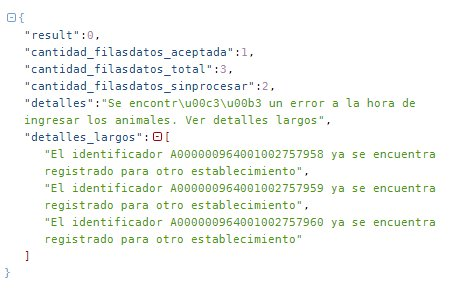 {
"result":0,
"cantidad_filasdatos_aceptada":1,
"cantidad_filasdatos_total":3,
"cantidad_filasdatos_sinprocesar":2,
"detalles":"Se encontr\u00c3\u00b3 un error a la hora de
ingresar los animales. Ver detalles largos",
"detalles_largos":[
"El identificador A000000964001002757958 ya se encuentra
registrado para otro establecimiento",
"El identificador A000000964001002757959 ya se encuentra
registrado para otro establecimiento",
"El identificador A000000964001002757960 ya se encuentra
registrado para otro establecimiento"
]
}